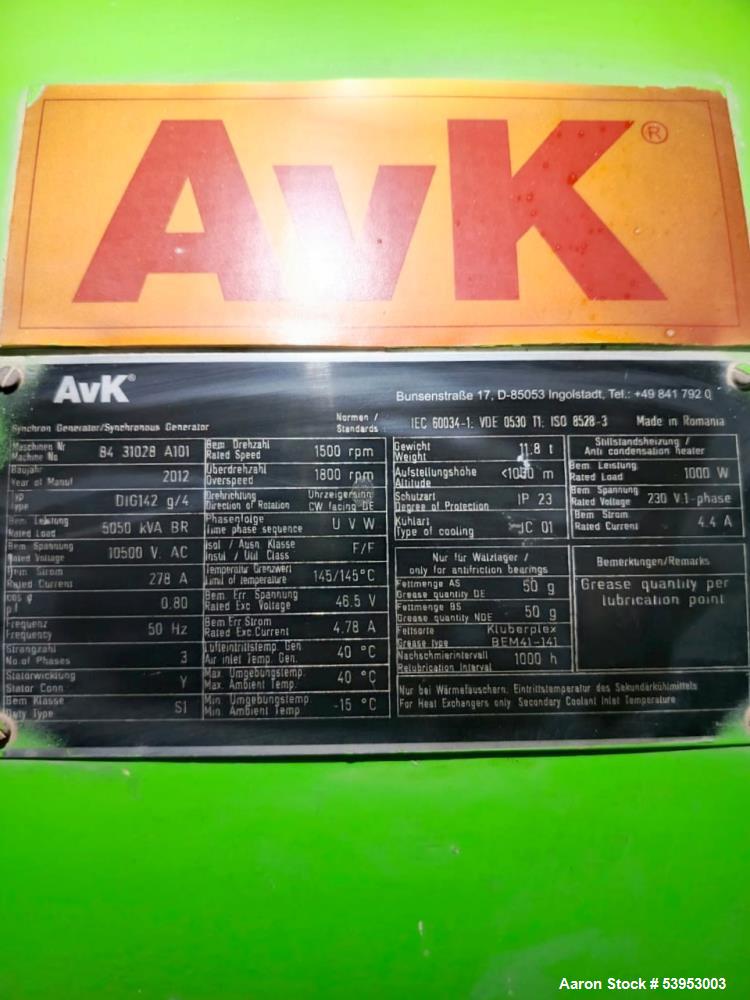 AvK®
AvK®
Bunsenstraße 17, D-85053 Ingolstadt, Tel.: +49 841 792 0
Synchron Generator/Synchronous Generator
Normen /
Standards
IEC 60034-1; VDE 0530 T1; ISO 8528-3
Made in Romania
Maschinen Nr
Machine No
84 31028 A101
Baujahr
Year of Manuf
2012
Typ
Type
DIG142 g/4
Bem Leistung
Rated Load
5050 kVA BR
Bem Spannung
Rated Voltage
10500 V. AC
Strom
Rated Current
278 A
cos φ
p f
0,80
Frequenz
Frequency
50 Hz
Strangzahl
No.of Phases
3
Statorwicklung
Stator Conn
Y
Bem Klasse
Duty Type
S1
Bem Drehzahl
Rated Speed
1500 rpm
Überdrehzahl
Overspeed
1800 rpm
Drehrichtung
Direction of Rotation
Uhrzeigersinn
CW facing DE
Phasenfolge
Time phase sequence
U V W
Isol / Ausn Klasse
Insul / Util Class
F/F
Temperatur Grenzwert
Limit of temperature
145/145°C
Bem Err Spannung
Rated Exc Voltage
46.5 V
Bem Err Strom
Rated Exc.Current
4.78 A
Lufteintrittstemp. Gen
Air inlet Temp. Gen.
40 °C
Max Umgebungstemp
Max. Ambient Temp.
40 °C
Min Umgebungstemp
Min Ambient Temp
-15 °C
Gewicht
Weight
11.8 t
Aufstellungshöhe
Altitude
<1000 m
Schutzart
Degree of Protection
IP 23
Kühlart
Type of cooling
JC 01
Nur für Wälzlager /
only for antifriction bearings
Fettmenge AS
Grease quantity DE
50 g
Fettmenge BS
Grease quantity NDE
50 g
Fettsorte
Grease type
Klüberplex
BEM41-141
Nachschmierintervall
Relubrication Interval
1000 h
Stillstandsheizung /
Anti condensation heater
Bem Leistung
Rated Load
1000 W
Bem Spannung
Rated Voltage
230 V.1-phase
Bem Strom
Rated Current
4.4 A
Bemerkungen/Remarks
Grease quantity per
lubrication point
Nur bei Wärmetauschern. Eintrittstemperatur des Sekundärkühlmittels
For Heat Exchangers only Secondary Coolant Inlet Temperature
Aaron Stock # 53953003